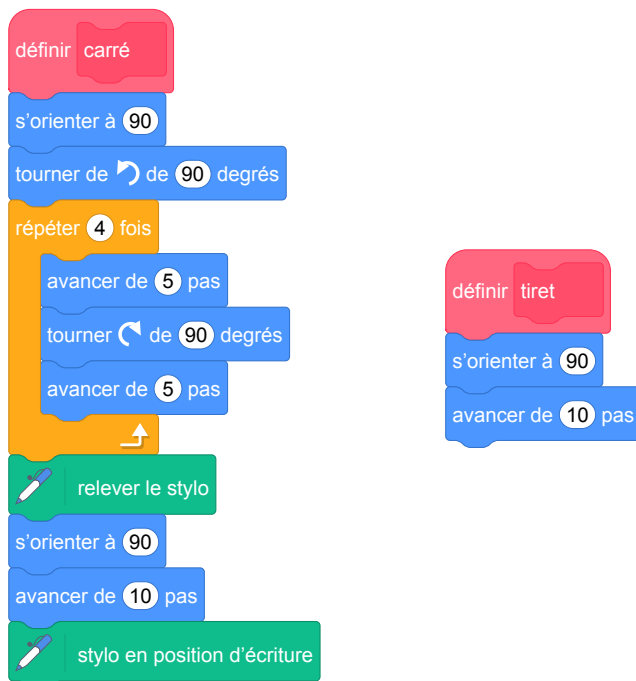 définir carré
s’orienter à 90
tourner de de 90 degrés
répéter 4 fois
avancer de 5 pas
tourner de 90 degrés
avancer de 5 pas
relever le stylo
s’orienter à 90
avancer de 10 pas
stylo en position d’écriture
définir tiret
s’orienter à 90
avancer de 10 pas